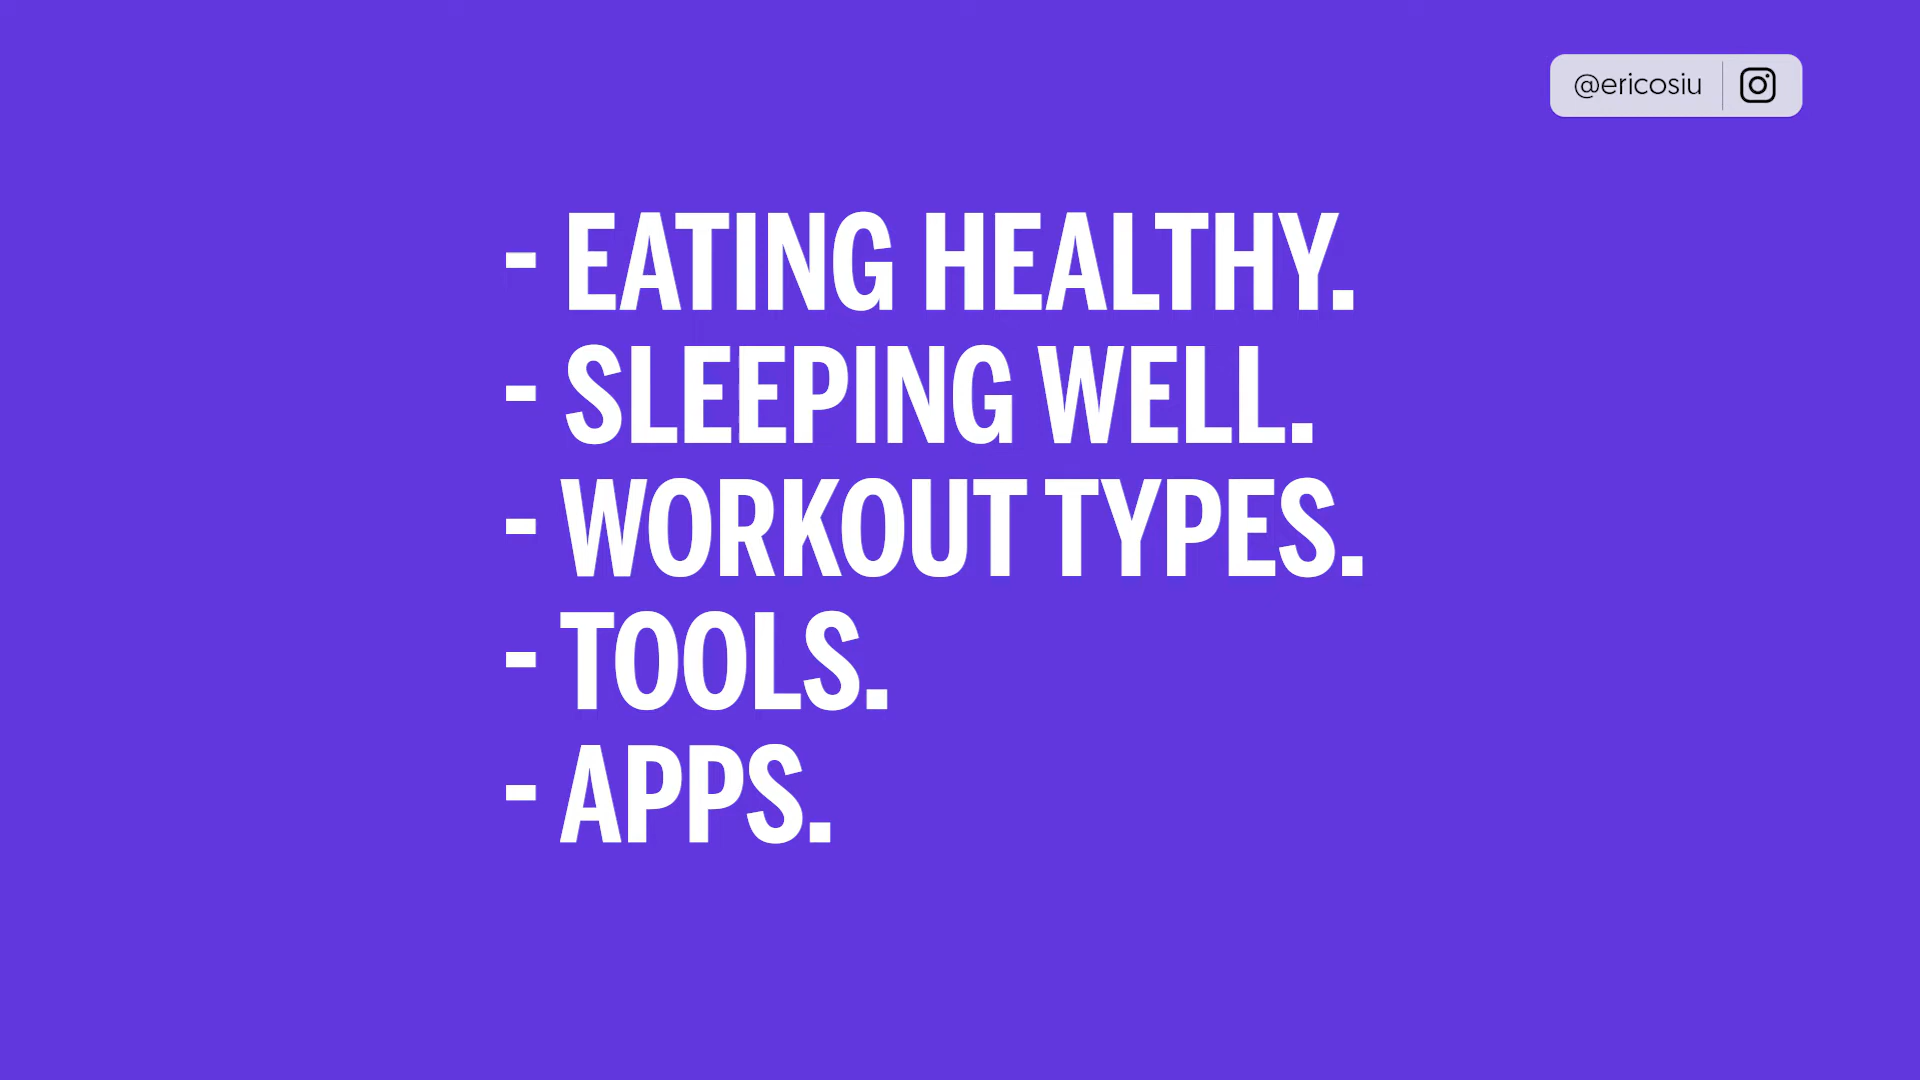 @ericosiu
- EATING HEALTHY.
- SLEEPING WELL.
- WORKOUT TYPES.
- TOOLS.
- APPS.